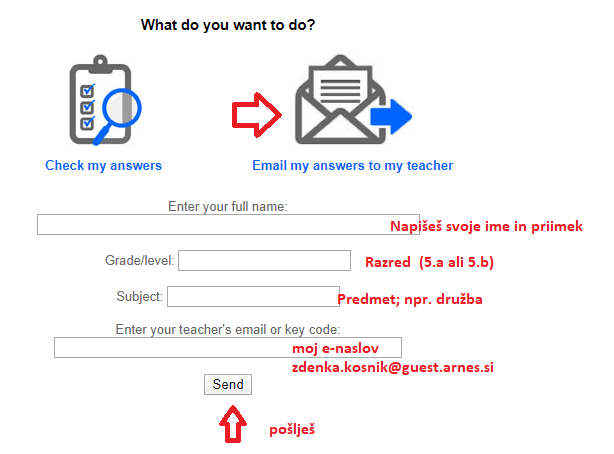 What do you want to do?
Check my answers
Email my answers to my teacher
Enter your full name:
Napišeš svoje ime in priimek
Grade/level:
Razred (5.a ali 5.b)
Subject:
Predmet; npr. družba
Enter your teacher's email or key code:
moj e-naslov
zdenka.kosnik@guest.arnes.si
Send
pošlješ